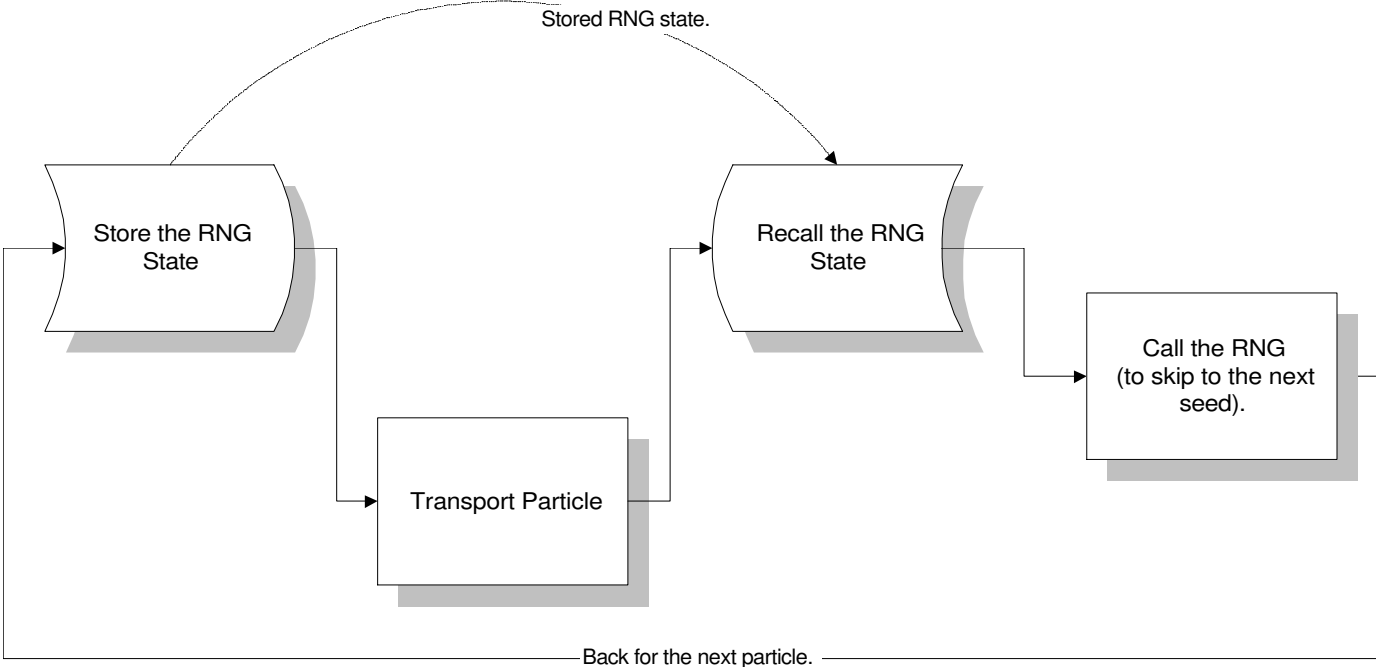 Stored RNG state.
Store the RNG
State
Recall the RNG
State
Call the RNG
(to skip to the next
seed).
Transport Particle
Back for the next particle.